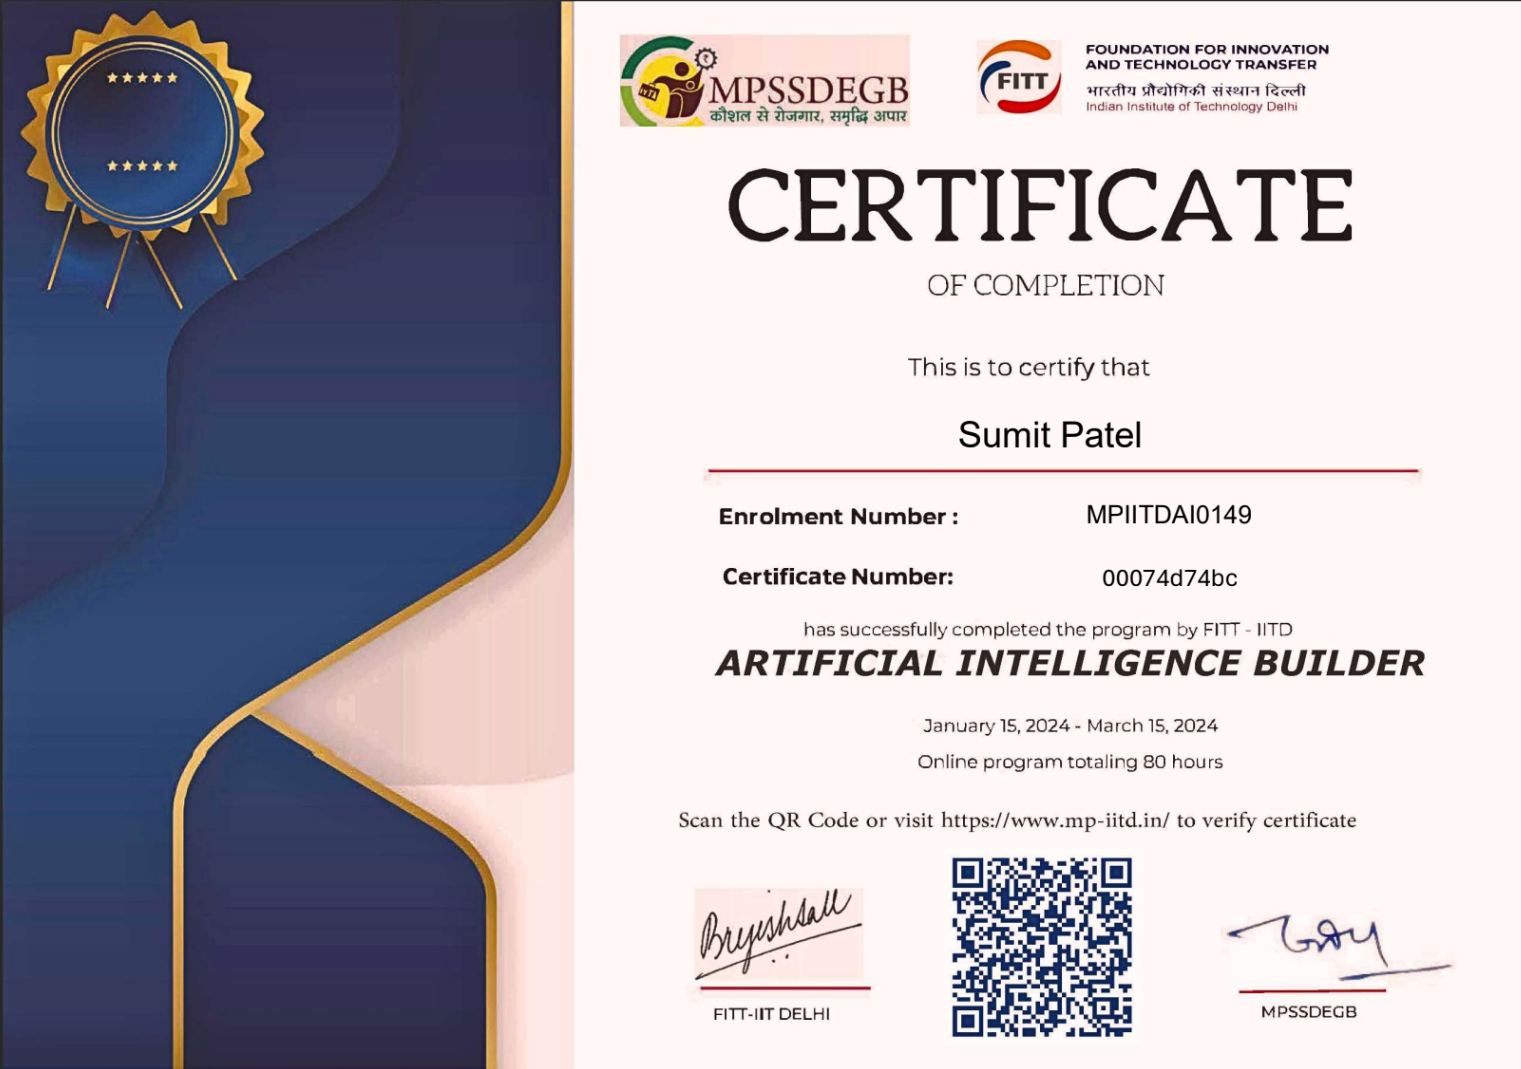 MPSSDEGB
कौशल से रोजगार, समृद्धि अपार
FITT
FOUNDATION FOR INNOVATION
AND TECHNOLOGY TRANSFER
भारतीय प्रौद्योगिकी संस्थान दिल्ली
Indian Institute of Technology Delhi
CERTIFICATE
OF COMPLETION
This is to certify that
Sumit Patel
Enrolment Number : MPIITDAI0149
Certificate Number: 00074d74bc
has successfully completed the program by FITT - IITD
ARTIFICIAL INTELLIGENCE BUILDER
January 15, 2024 - March 15, 2024
Online program totaling 80 hours
Scan the QR Code or visit https://www.mp-iitd.in/ to verify certificate
FITT-IIT DELHI
MPSSDEGB